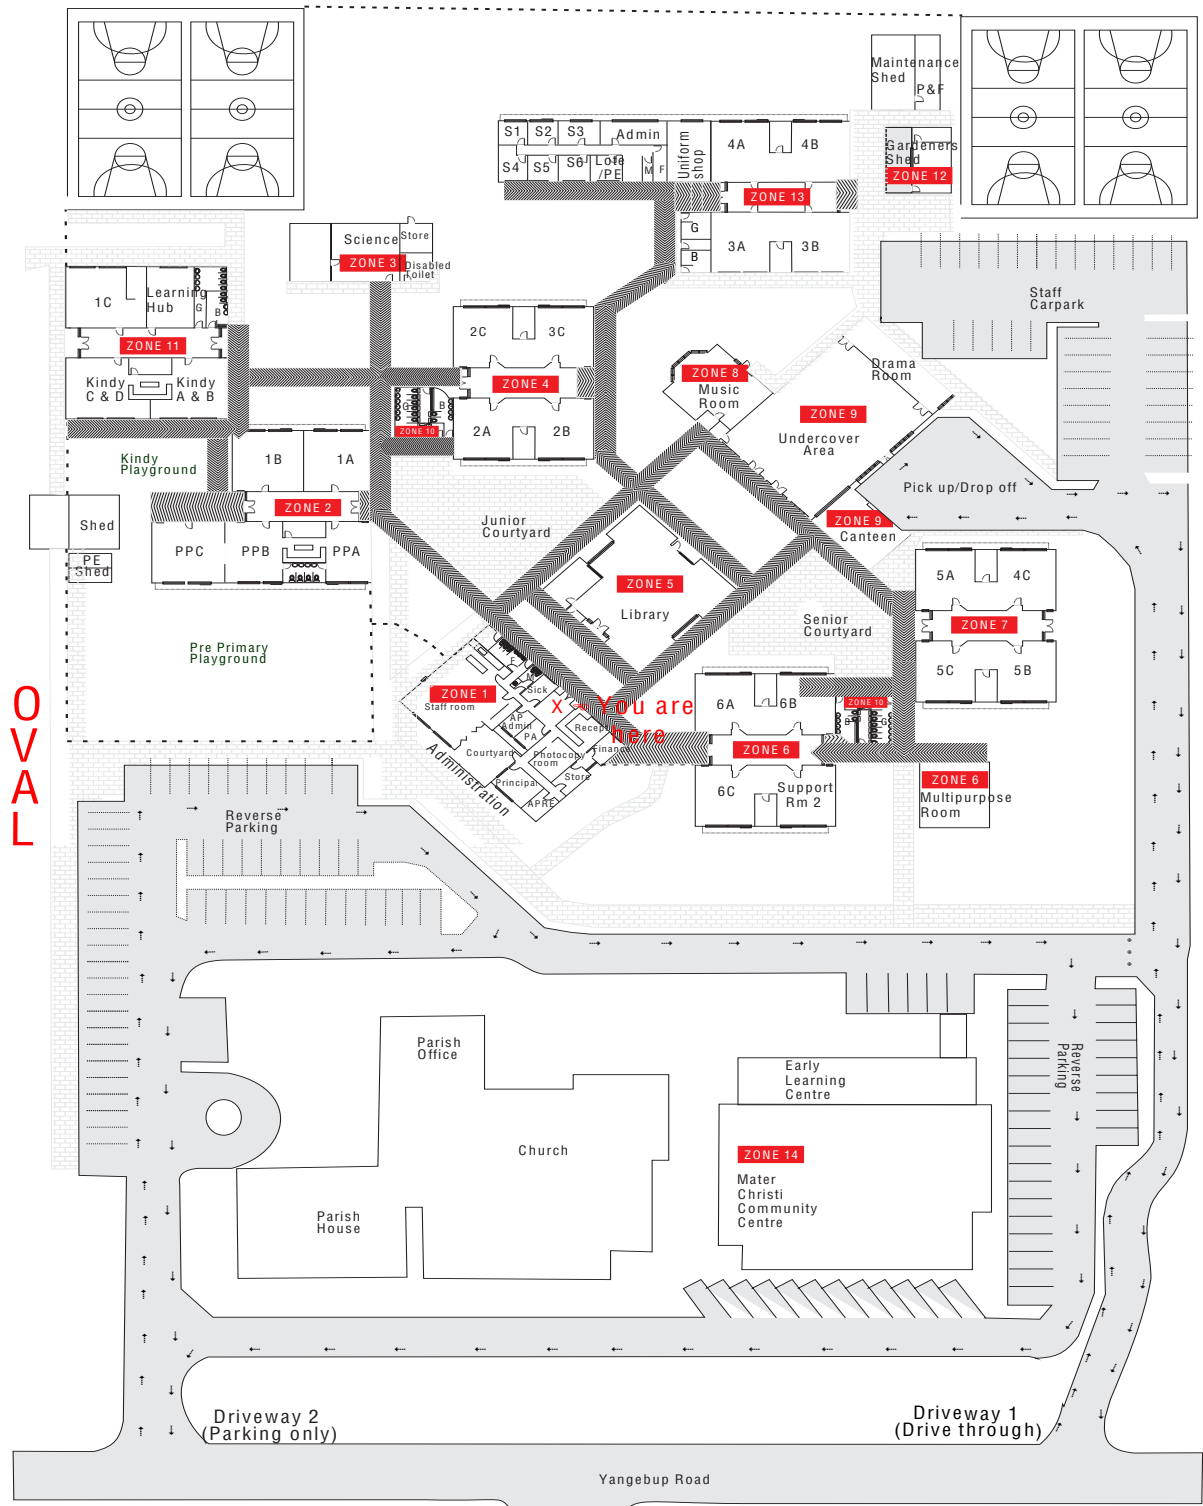 Maintenance
Shed
P&F
S1
S2
S3
Admin
Uniform
shop
4A
4B
Gardeners
Shed
ZONE 12
S4
S5
S6
Lote
/PE
M
F
ZONE 13
G
B
3A
3B
Science
Store
ZONE 3
Disabled
Toilet
1C
Learning
Hub
G
B
ZONE 11
Kindy
C & D
Kindy
A & B
2C
3C
ZONE 4
G
B
ZONE 10
2A
2B
Staff
Carpark
ZONE 8
Music
Room
Drama
Room
ZONE 9
Undercover
Area
Pick up/Drop off
ZONE 9
Canteen
Kindy
Playground
1B
1A
ZONE 2
Shed
PE
Shed
PPC
PPB
PPA
Junior
Courtyard
ZONE 5
Library
Senior
Courtyard
5A
4C
ZONE 7
5C
5B
Pre Primary
Playground
OVAL
ZONE 1
Staff room
F
M
Sick
AP
Admin
PA
X - You are
here
Reception
Finance
Courtyard
Photocopy
room
Store
Principal
APRE
Administration
6A
6B
ZONE 6
6C
Support
Rm 2
ZONE 10
B
G
ZONE 6
Multipurpose
Room
Reverse
Parking
Parish
Office
Church
Parish
House
Early
Learning
Centre
Reverse
Parking
ZONE 14
Mater
Christi
Community
Centre
Driveway 2
(Parking only)
Driveway 1
(Drive through)
Yangebup Road